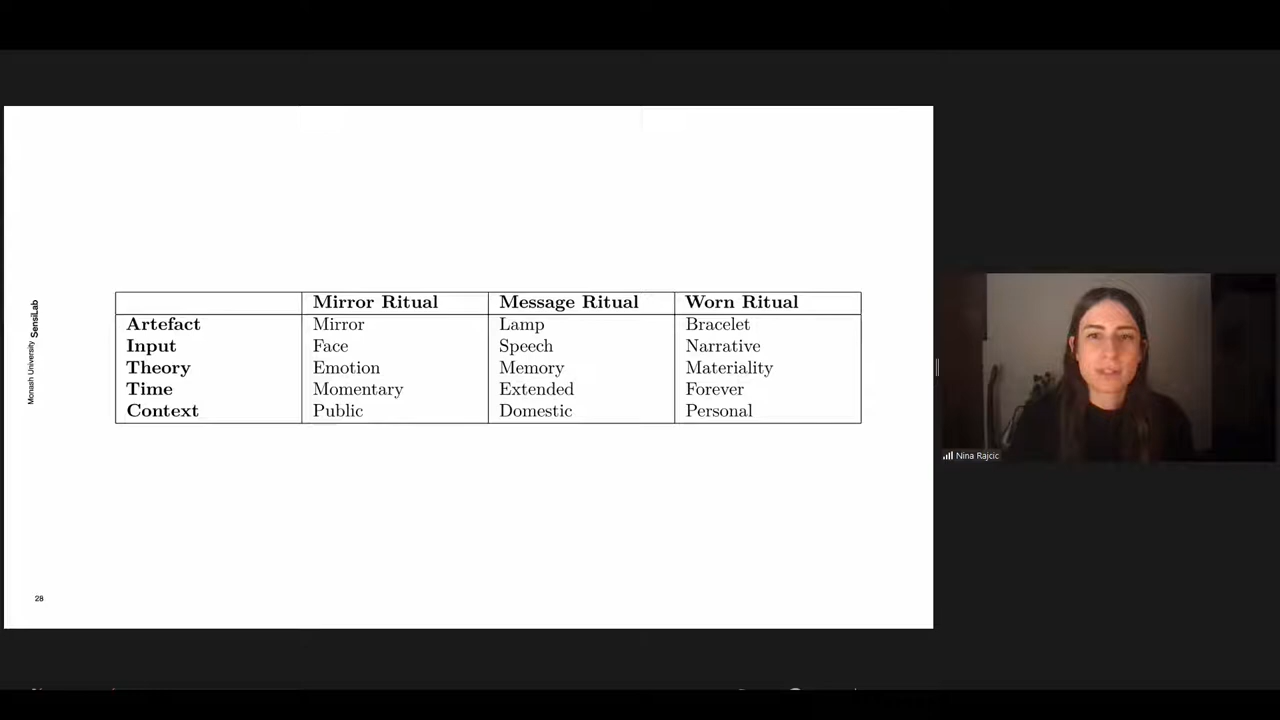 Mirror Ritual Message Ritual Worn Ritual
Artefact Mirror Lamp Bracelet
Input Face Speech Narrative
Theory Emotion Memory Materiality
Time Momentary Extended Forever
Context Public Domestic Personal
Monash University SensiLab
28
Nina Rajcic